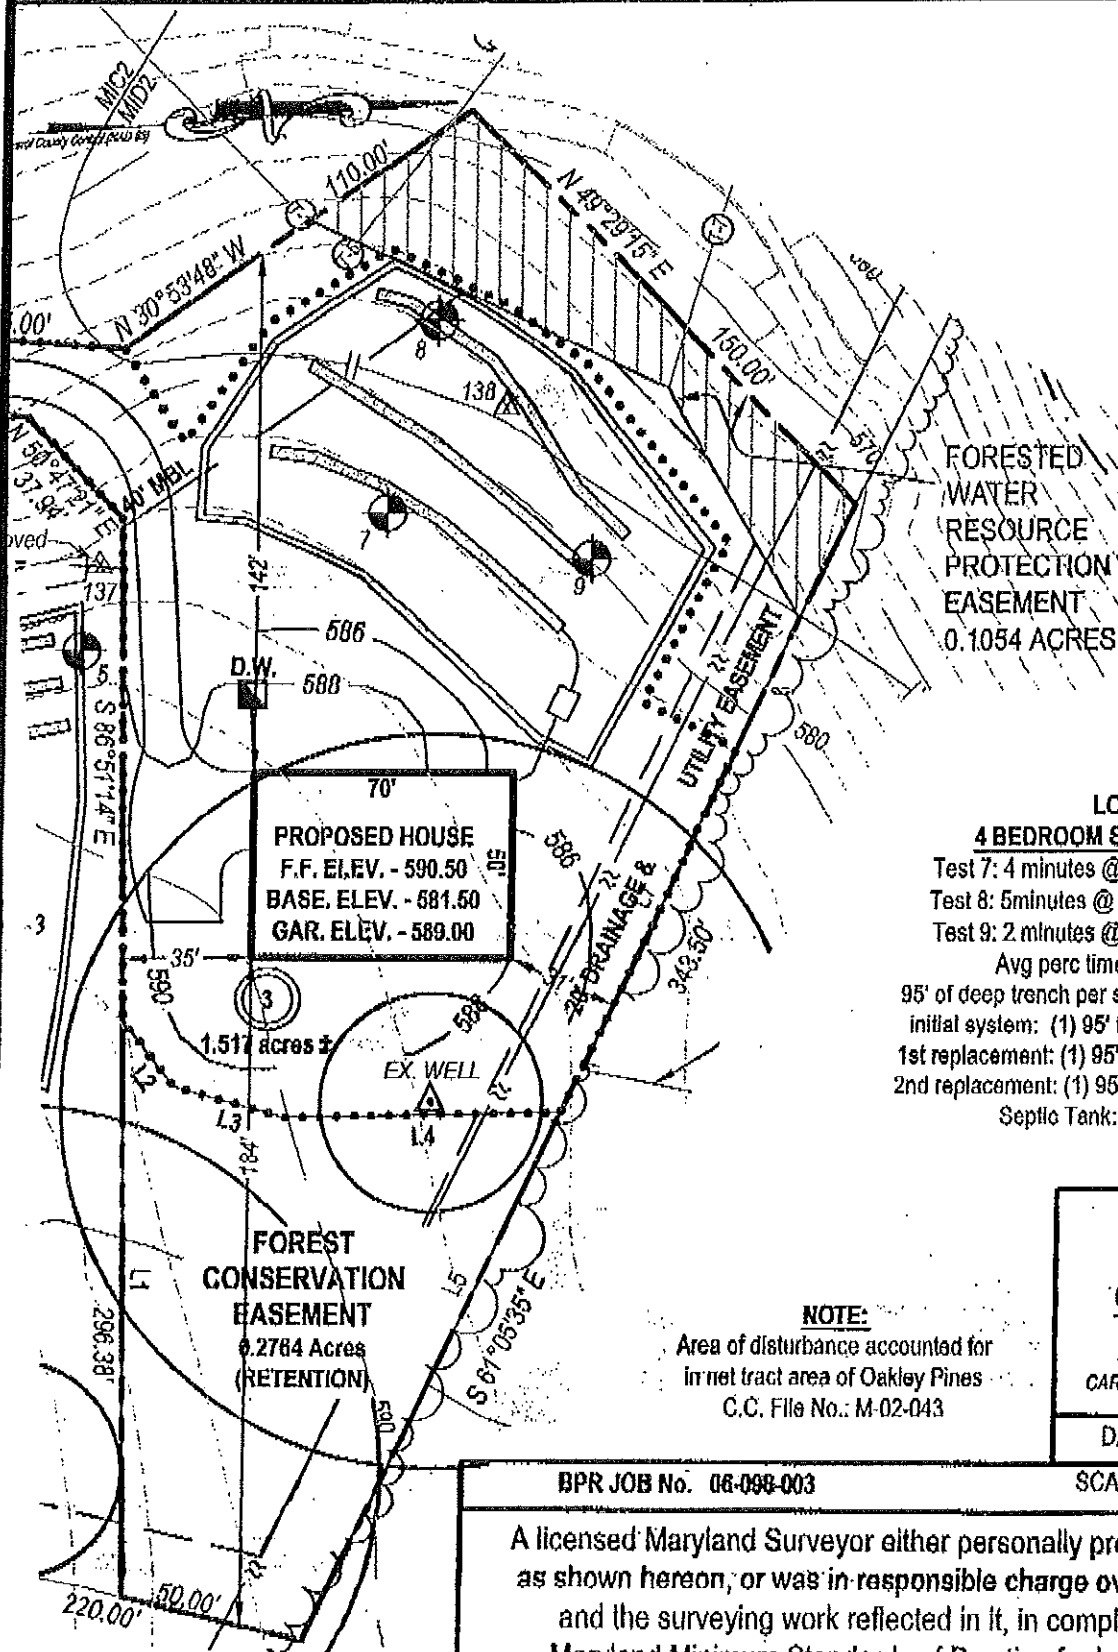 MIC2
MID2
110.00'
N 49°29'15" E
N 30°53'48" W
.00'
150.00'
8
138
570
N 50°47'21" E
37.94'
40' MBL
7
9
137
142'
5
586
D.W.
588
S 86°51'14" E
UTILITY EASEMENT
20' DRAINAGE &
580
FORESTED
WATER
RESOURCE
PROTECTION
EASEMENT
0.1054 ACRES
70'
PROPOSED HOUSE
F.F. ELEV. - 590.50
BASE. ELEV. - 581.50
GAR. ELEV. - 589.00
50'
586
3
35'
590
3
588
343.50'
1.517 acres ±
EX. WELL
L2
L3
L4
184'
4 BEDROOM S
Test 7: 4 minutes @
Test 8: 5minutes @
Test 9: 2 minutes @
Avg perc time
95' of deep trench per s
initial system: (1) 95'
1st replacement: (1) 95'
2nd replacement: (1) 95
Septic Tank:
FOREST
CONSERVATION
EASEMENT
0.2764 Acres
(RETENTION)
L1
296.38'
L5
S 61°05'35" E
590
NOTE:
Area of disturbance accounted for
in net tract area of Oakley Pines
C.C. File No.: M-02-043
CAR
BPR JOB No. 06-098-003
SCA
220.00'
50.00'
A licensed Maryland Surveyor either personally pr
as shown hereon, or was in responsible charge ov
and the surveying work reflected in it, in compl